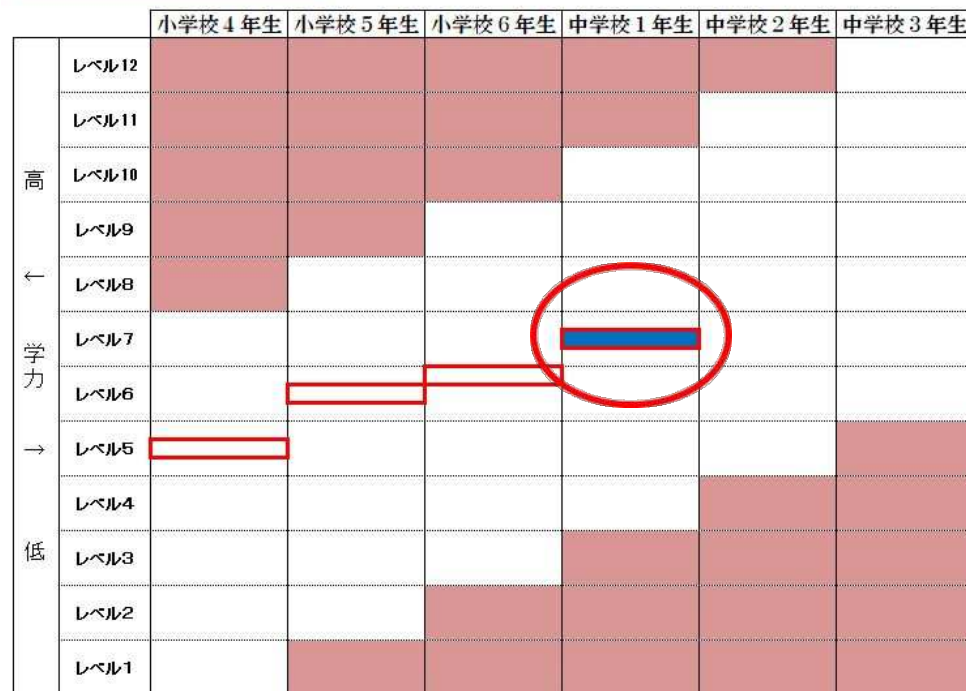 小学校４年生 小学校５年生 小学校６年生 中学校１年生 中学校２年生 中学校３年生
高
←
学
力
→
低
レベル12
レベル11
レベル10
レベル9
レベル8
レベル7
レベル6
レベル5
レベル4
レベル3
レベル2
レベル1